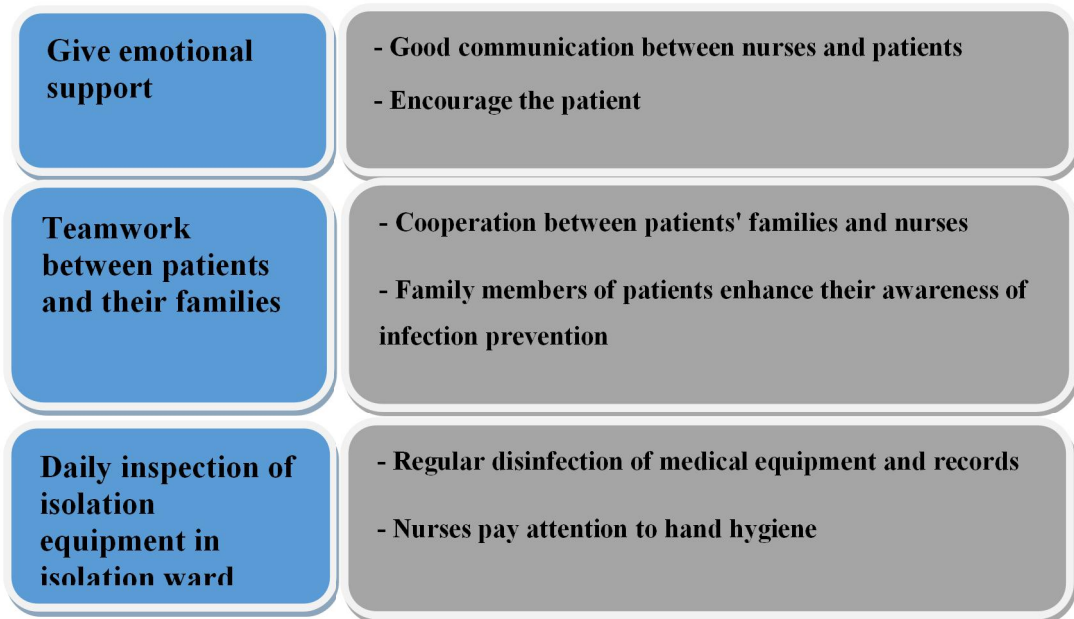 Give emotional
support
- Good communication between nurses and patients
- Encourage the patient
Teamwork
between patients
and their families
- Cooperation between patients' families and nurses
- Family members of patients enhance their awareness of
infection prevention
Daily inspection of
isolation
equipment in
isolation ward
- Regular disinfection of medical equipment and records
- Nurses pay attention to hand hygiene